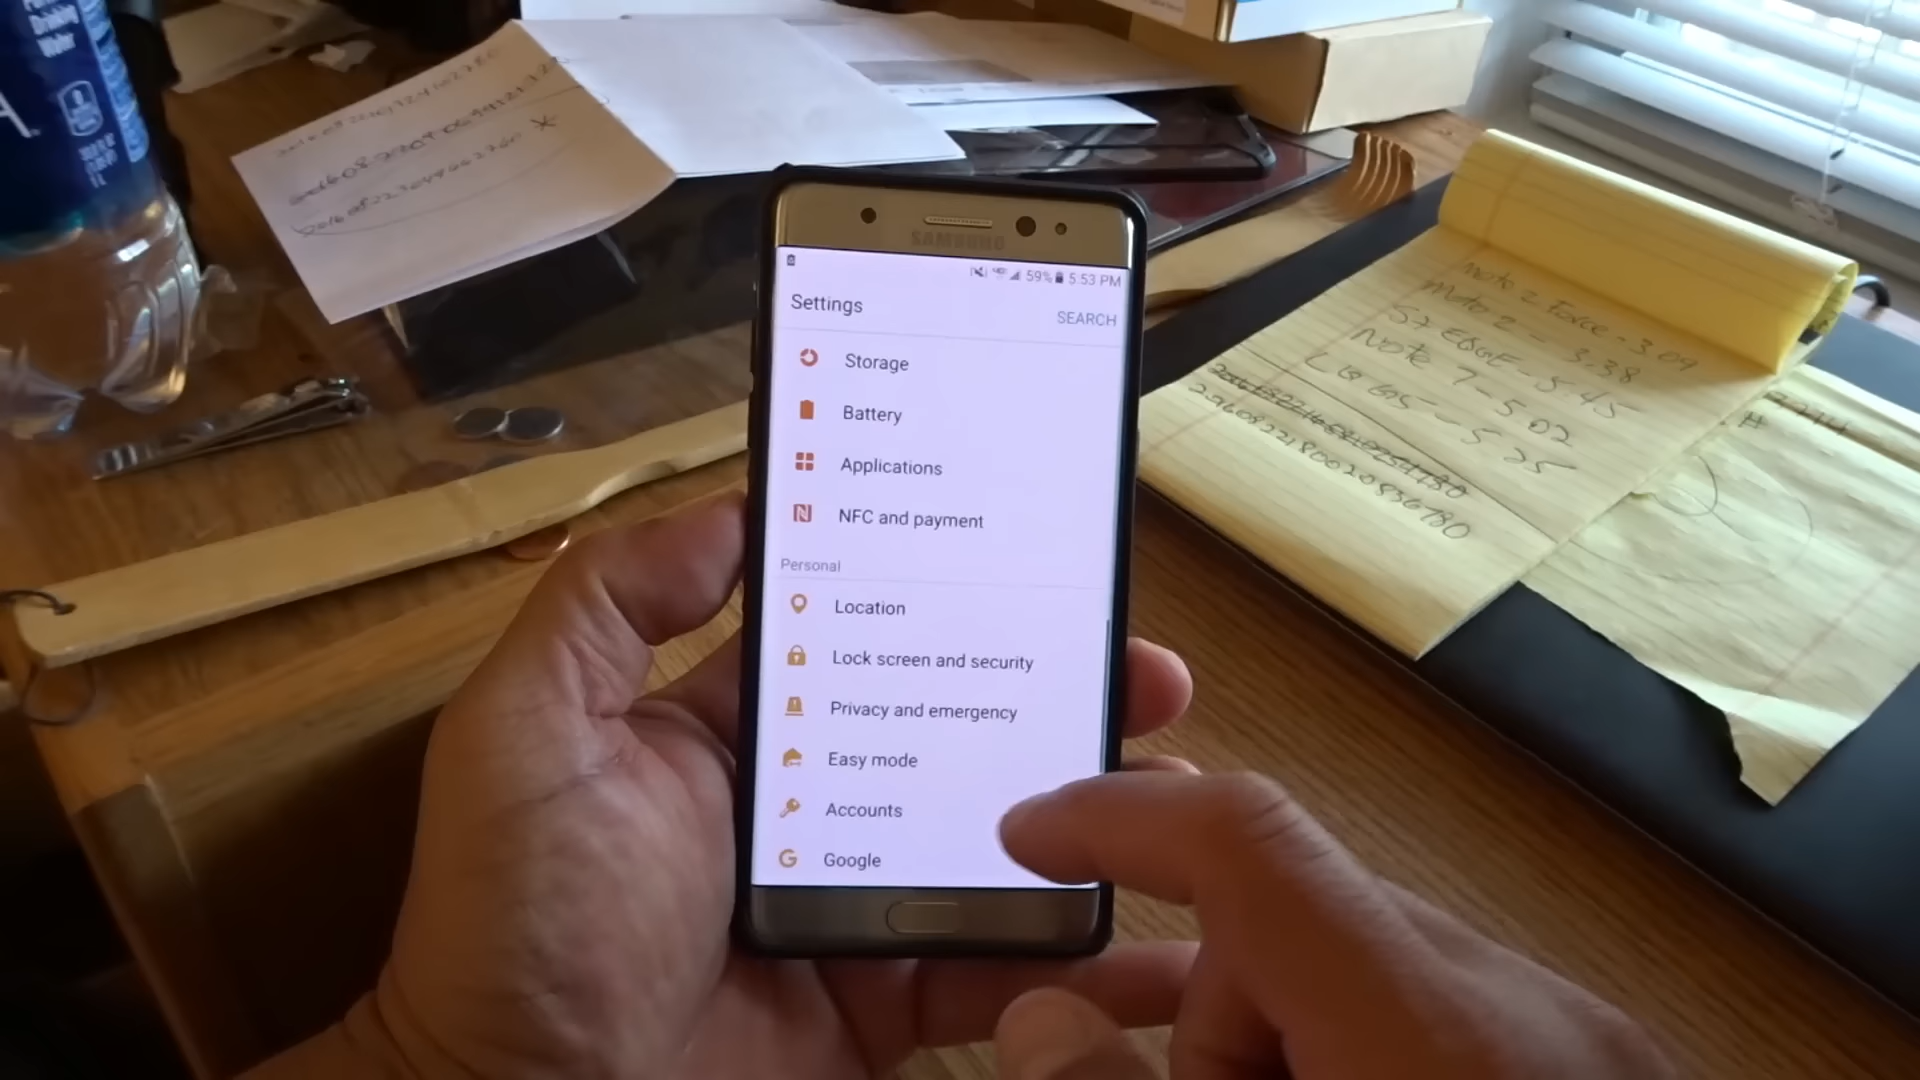 Drinking
Water
SAMSUNG
59% 5:53 PM
Settings
SEARCH
Storage
Battery
Applications
NFC and payment
Personal
Location
Lock screen and security
Privacy and emergency
Easy mode
Accounts
G Google
Moto Z Force - 3.09
Moto Z - 3.38
S7 EDGE - 5.45
Note 7 - 5.02
LG G5 - 5.25